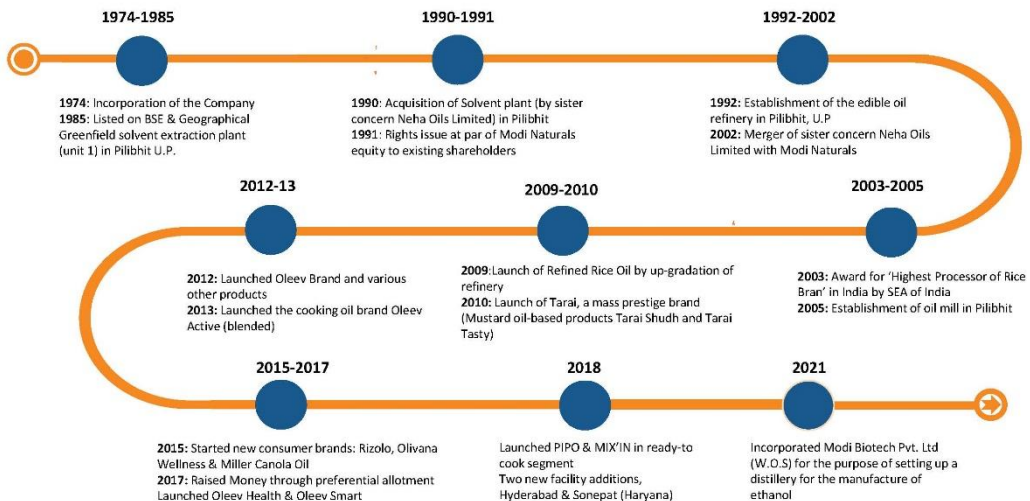 1974-1985
1974: Incorporation of the Company
1985: Listed on BSE & Geographical
Greenfield solvent extraction plant
(unit 1) in Pilibhit U.P.
1990-1991
1990: Acquisition of Solvent plant (by sister
concern Neha Oils Limited) in Pilibhit
1991: Rights issue at par of Modi Naturals
equity to existing shareholders
1992-2002
1992: Establishment of the edible oil
refinery in Pilibhit, U.P
2002: Merger of sister concern Neha Oils
Limited with Modi Naturals
2003-2005
2003: Award for ‘Highest Processor of Rice
Bran’ in India by SEA of India
2005: Establishment of oil mill in Pilibhit
2009-2010
2009:Launch of Refined Rice Oil by up-gradation of
refinery
2010: Launch of Tarai, a mass prestige brand
(Mustard oil-based products Tarai Shudh and Tarai
Tasty)
2012-13
2012: Launched Oleev Brand and various
other products
2013: Launched the cooking oil brand Oleev
Active (blended)
2015-2017
2015: Started new consumer brands: Rizolo, Olivana
Wellness & Miller Canola Oil
2017: Raised Money through preferential allotment
Launched Oleev Health & Oleev Smart
2018
Launched PIPO & MIX’IN in ready-to
cook segment
Two new facility additions,
Hyderabad & Sonepat (Haryana)
2021
Incorporated Modi Biotech Pvt. Ltd
(W.O.S) for the purpose of setting up a
distillery for the manufacture of
ethanol